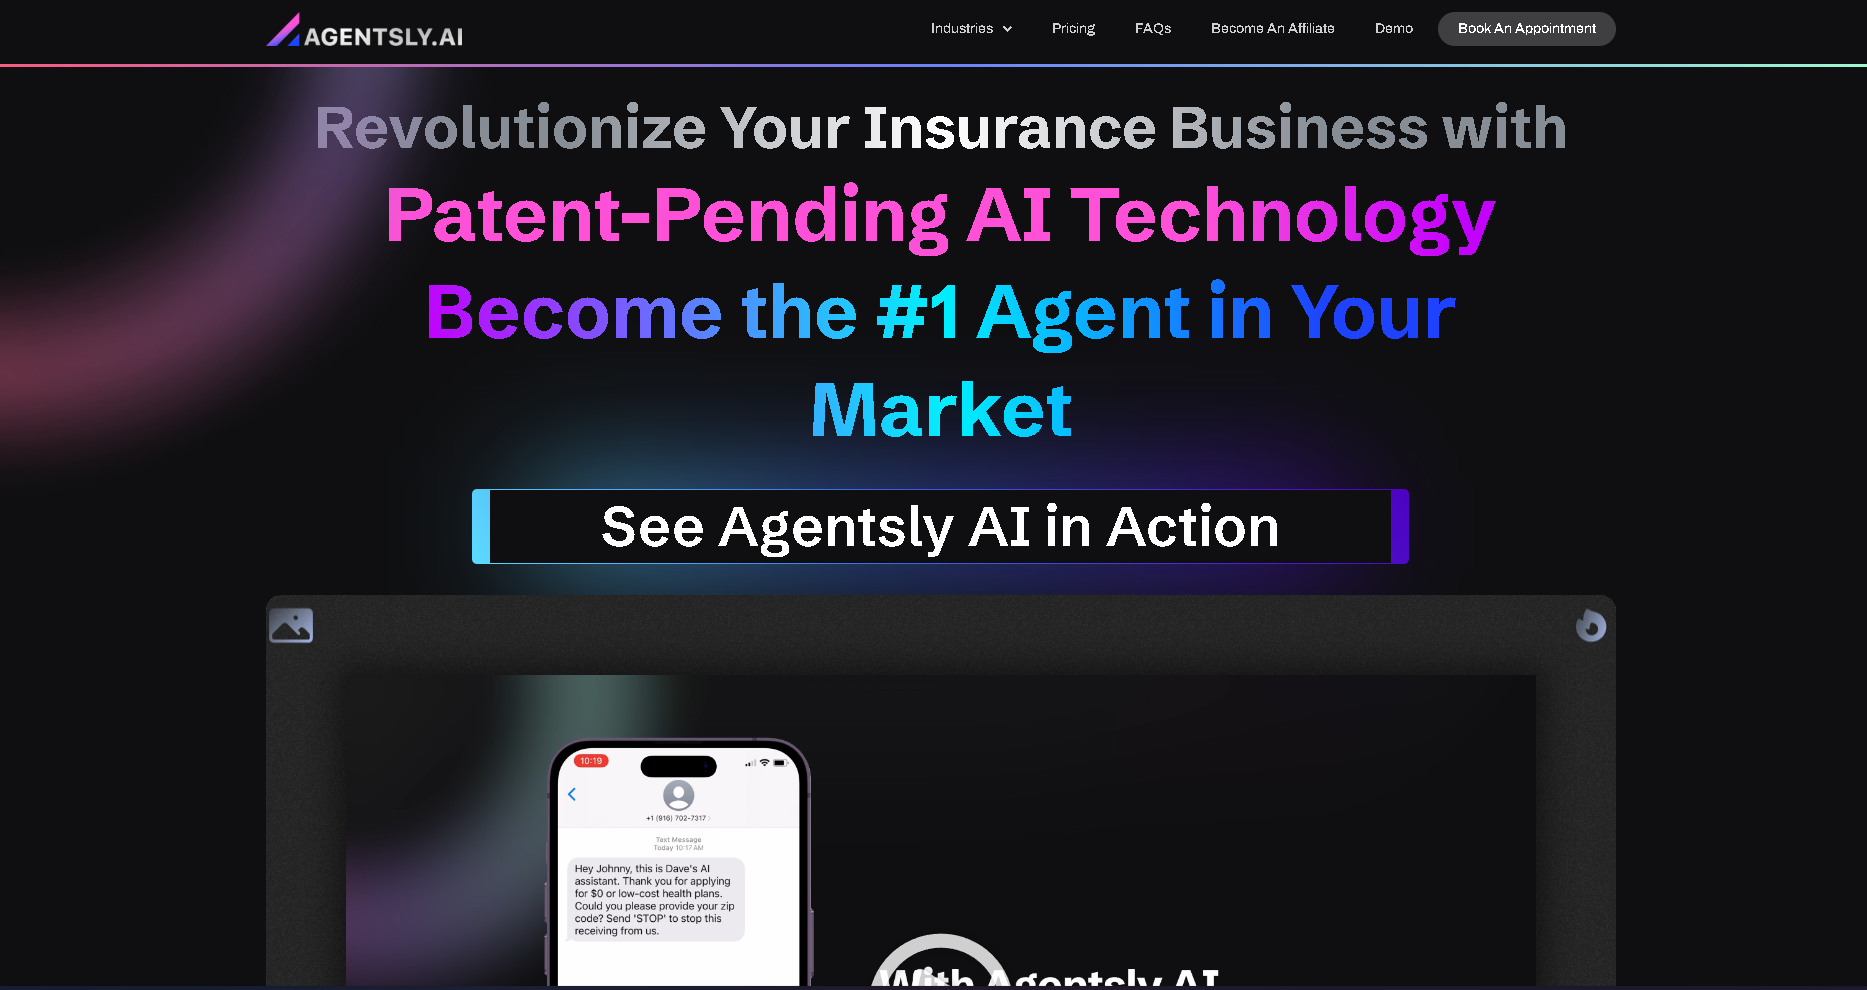 AGENTSLY.AI
Industries
Pricing
FAQs
Become An Affiliate
Demo
Book An Appointment
Revolutionize Your Insurance Business with
Patent-Pending AI Technology
Become the #1 Agent in Your
Market
See Agentsly AI in Action
10:19
+1 (916) 702-7317
Text Message
Today 10:17 AM
Hey Johnny, this is Dave's AI
assistant. Thank you for applying
for $0 or low-cost health plans.
Could you please provide your zip
code? Send 'STOP' to stop this
receiving from us.
With Agentsly AI